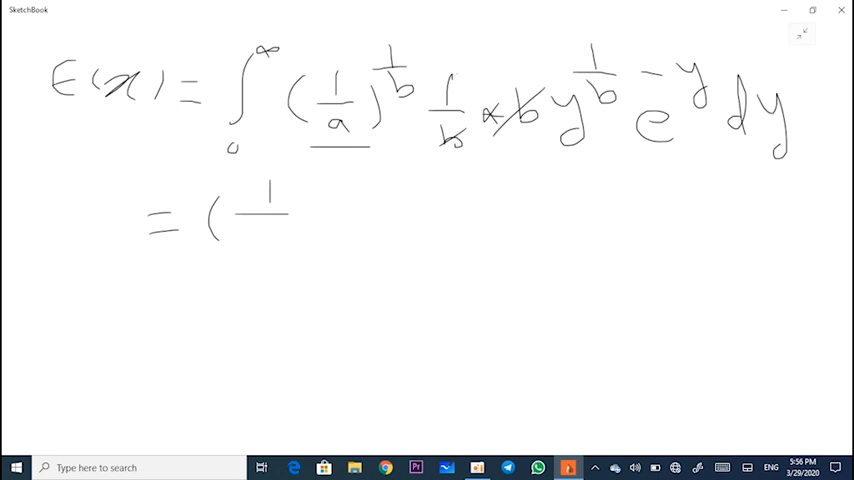 SketchBook
E(x) = ∫₀^∞ (1/a)^(1/b) 1/b * b y^(1/b) e^(-y) dy
= ( 1/
Type here to search
ENG
5:56 PM
3/29/2020